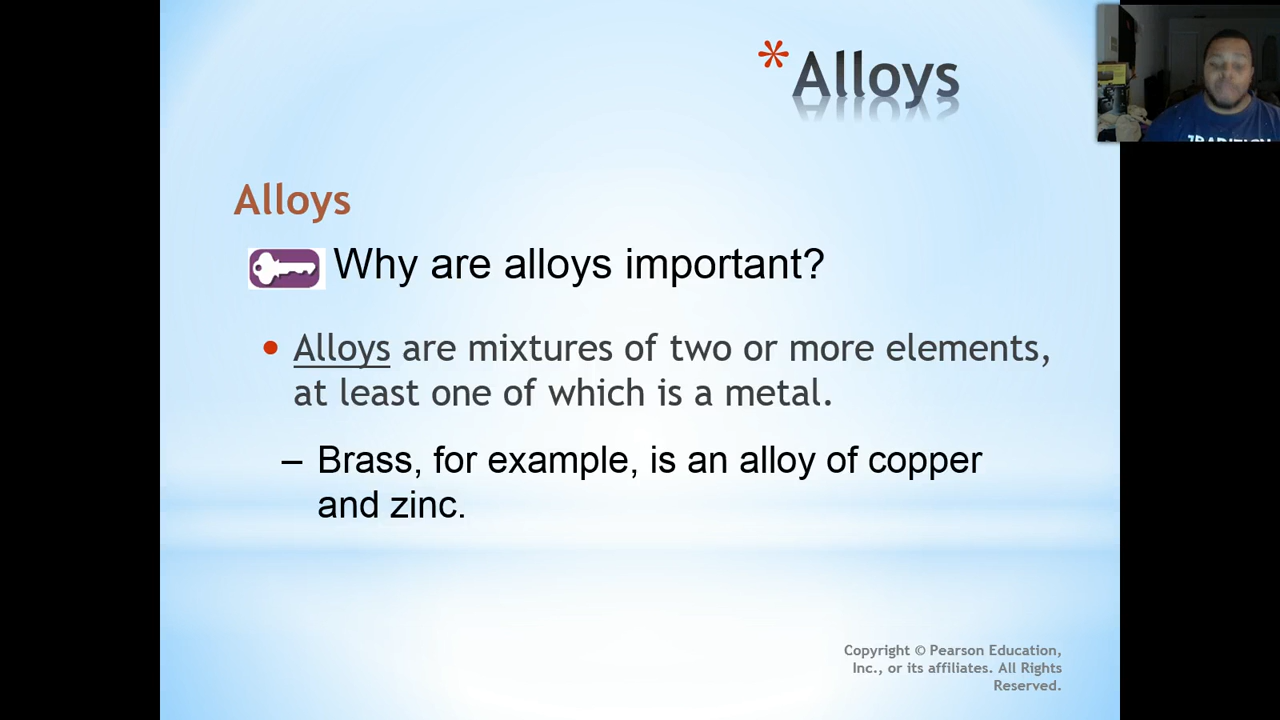 *Alloys
Alloys
Why are alloys important?
• Alloys are mixtures of two or more elements,
at least one of which is a metal.
– Brass, for example, is an alloy of copper
and zinc.
Copyright © Pearson Education,
Inc., or its affiliates. All Rights
Reserved.
TRADITION